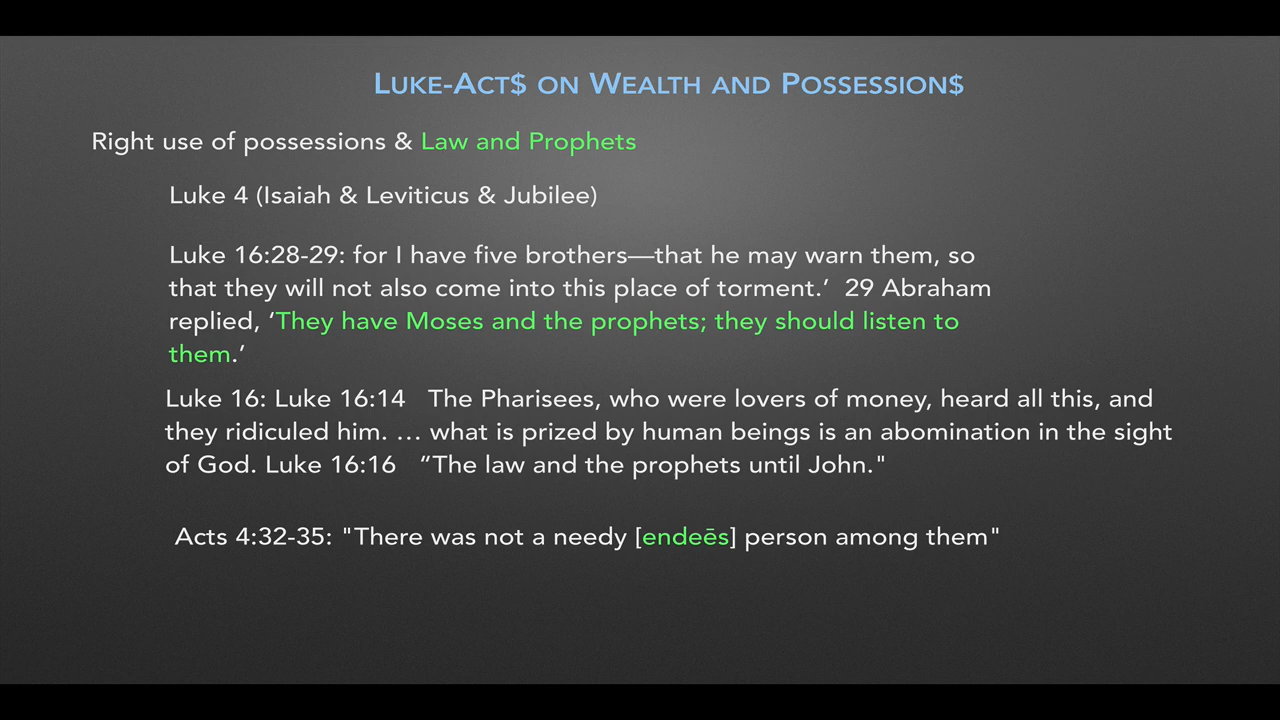 Luke-Act$ on Wealth and Possession$
Right use of possessions & Law and Prophets
Luke 4 (Isaiah & Leviticus & Jubilee)
Luke 16:28-29: for I have five brothers—that he may warn them, so
that they will not also come into this place of torment.’ 29 Abraham
replied, ‘They have Moses and the prophets; they should listen to
them.’
Luke 16: Luke 16:14 The Pharisees, who were lovers of money, heard all this, and
they ridiculed him. … what is prized by human beings is an abomination in the sight
of God. Luke 16:16 “The law and the prophets until John."
Acts 4:32-35: "There was not a needy [endeēs] person among them"